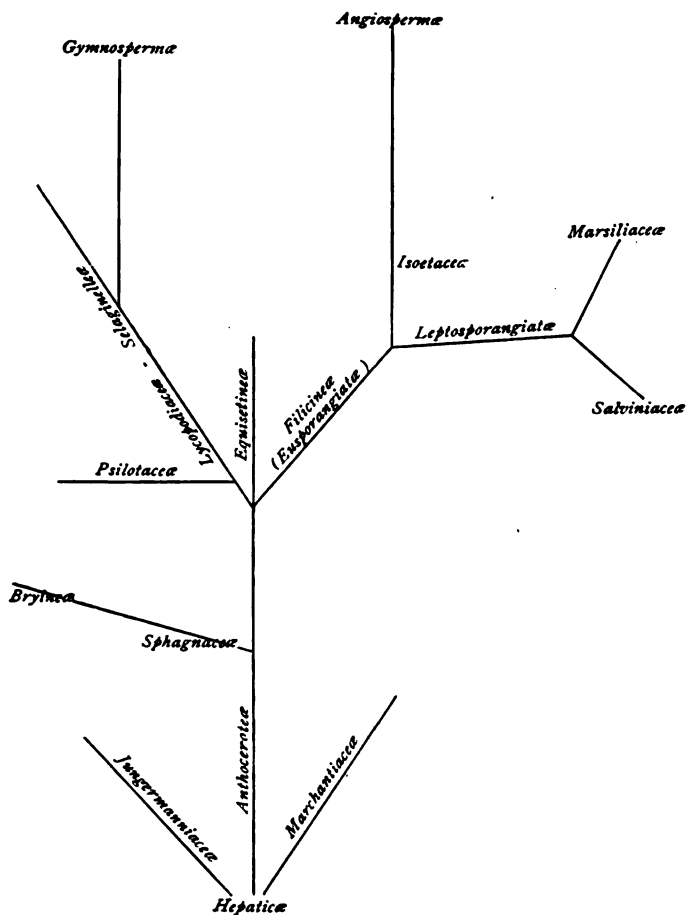 Angiospermæ
Gymnospermæ
Marsiliaceæ
Isoetaceæ
Leptosporangiatæ
Salviniaceæ
Lycopodiaceæ - Selaginelleæ
Equisetineæ
Filicineæ
(Eusporangiatæ)
Psilotaceæ
Bryineæ
Sphagnaceæ
Jungermanniaceæ
Anthoceroteæ
Marchantiaceæ
Hepaticæ